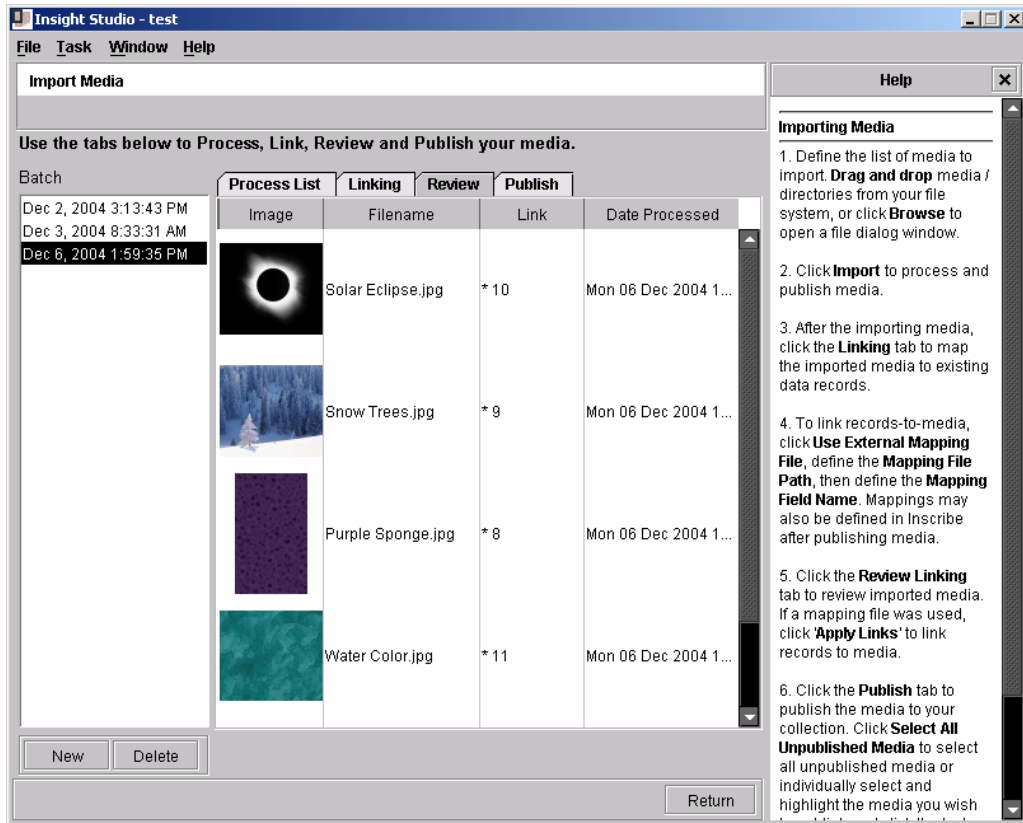 Insight Studio - test
File Task Window Help
Import Media
Use the tabs below to Process, Link, Review and Publish your media.
Batch
Dec 2, 2004 3:13:43 PM
Dec 3, 2004 8:33:31 AM
Dec 6, 2004 1:59:35 PM
New Delete
Process List Linking Review Publish
Image Filename Link Date Processed
Solar Eclipse.jpg * 10 Mon 06 Dec 2004 1...
Snow Trees.jpg * 9 Mon 06 Dec 2004 1...
Purple Sponge.jpg * 8 Mon 06 Dec 2004 1...
Water Color.jpg * 11 Mon 06 Dec 2004 1...
Return
Help
Importing Media
1. Define the list of media to
import. Drag and drop media /
directories from your file
system, or click Browse to
open a file dialog window.
2. Click Import to process and
publish media.
3. After the importing media,
click the Linking tab to map
the imported media to existing
data records.
4. To link records-to-media,
click Use External Mapping
File, define the Mapping File
Path, then define the Mapping
Field Name. Mappings may
also be defined in Inscribe
after publishing media.
5. Click the Review Linking
tab to review imported media.
If a mapping file was used,
click 'Apply Links' to link
records to media.
6. Click the Publish tab to
publish the media to your
collection. Click Select All
Unpublished Media to select
all unpublished media or
individually select and
highlight the media you wish